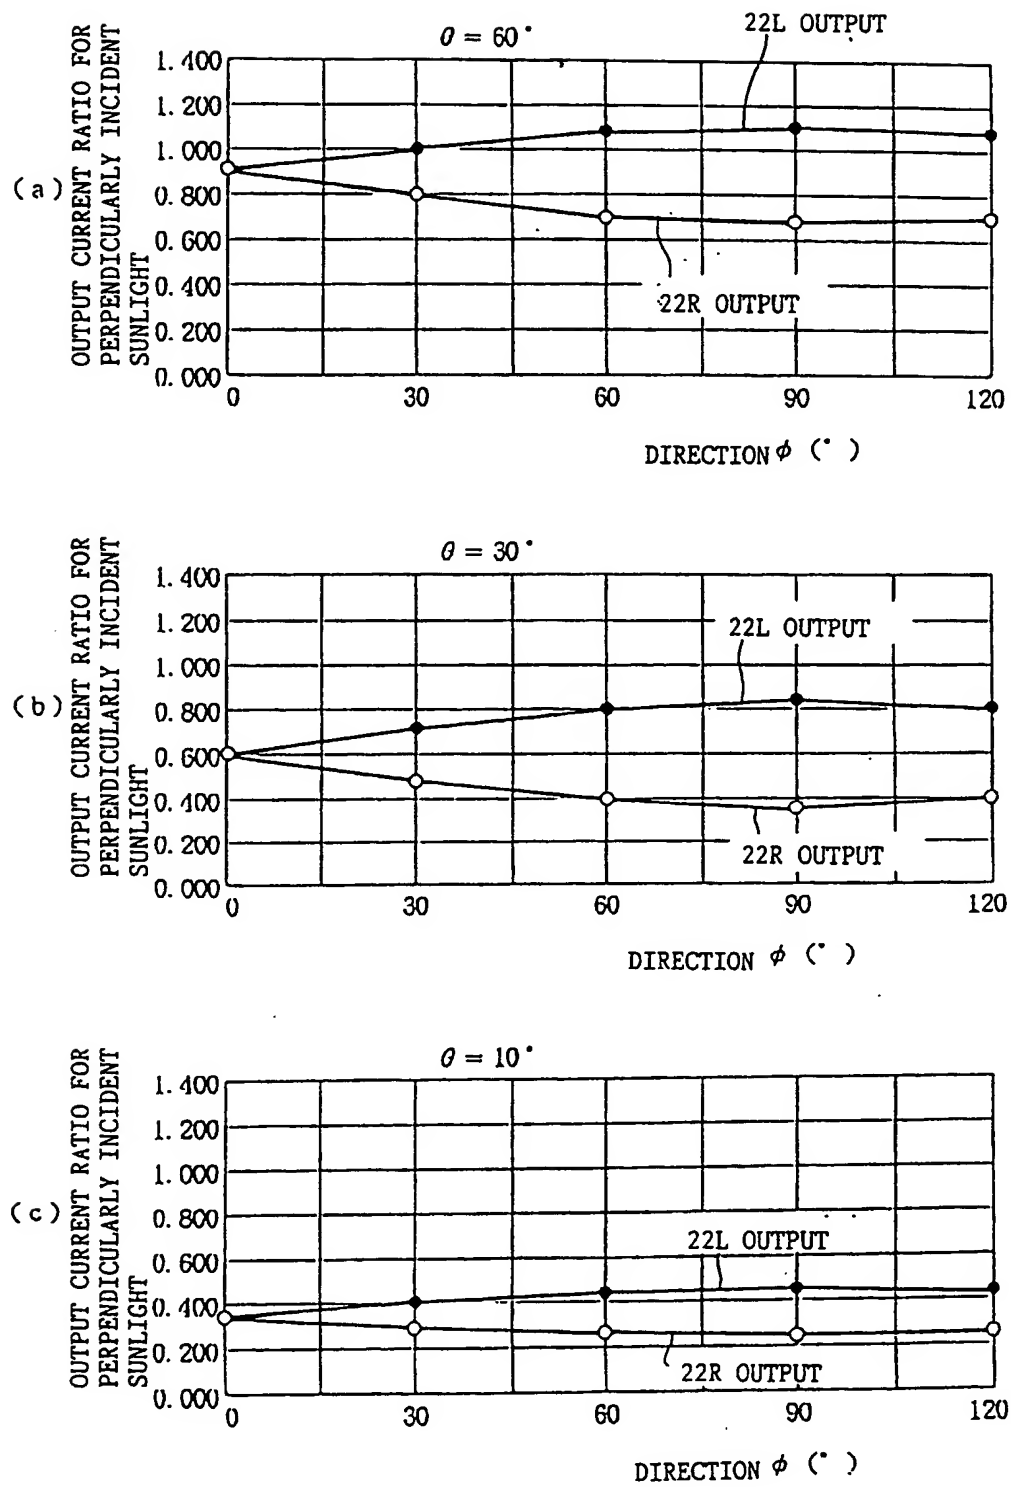 (a)
OUTPUT CURRENT RATIO FOR
PERPENDICULARLY INCIDENT
SUNLIGHT
θ = 60°
22L OUTPUT
1.400
1.200
1.000
0.800
0.600
0.400
0.200
0.000
22R OUTPUT
0 30 60 90 120
DIRECTION ϕ (° )
(b)
OUTPUT CURRENT RATIO FOR
PERPENDICULARLY INCIDENT
SUNLIGHT
θ = 30°
1.400
1.200
1.000
0.800
0.600
0.400
0.200
0.000
22L OUTPUT
22R OUTPUT
0 30 60 90 120
DIRECTION ϕ (° )
(c)
OUTPUT CURRENT RATIO FOR
PERPENDICULARLY INCIDENT
SUNLIGHT
θ = 10°
1.400
1.200
1.000
0.800
0.600
0.400
0.200
0.000
22L OUTPUT
22R OUTPUT
0 30 60 90 120
DIRECTION ϕ (° )